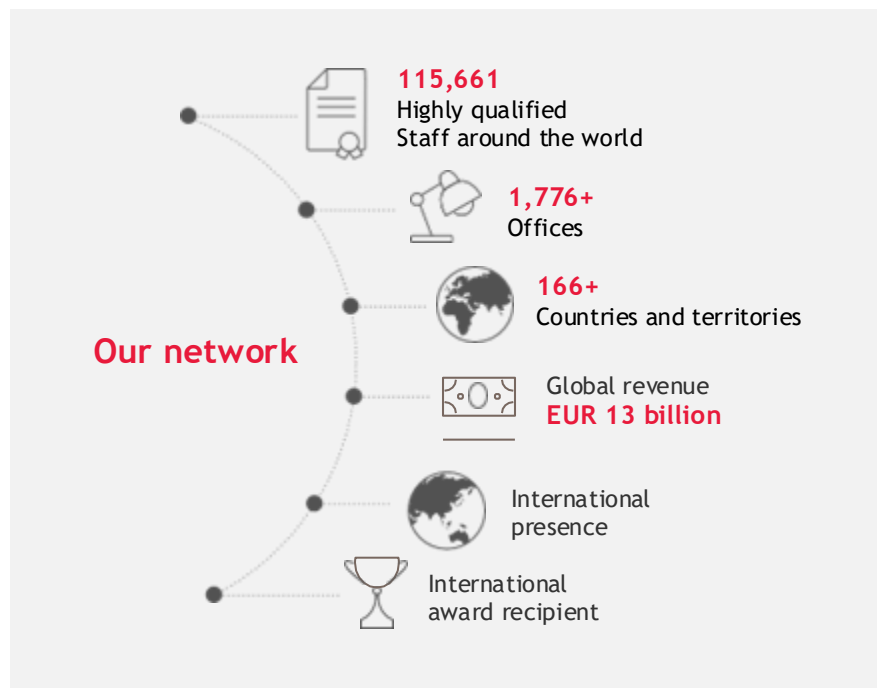 115,661
Highly qualified
Staff around the world
1,776+
Offices
166+
Countries and territories
Our network
Global revenue
EUR 13 billion
International
presence
International
award recipient